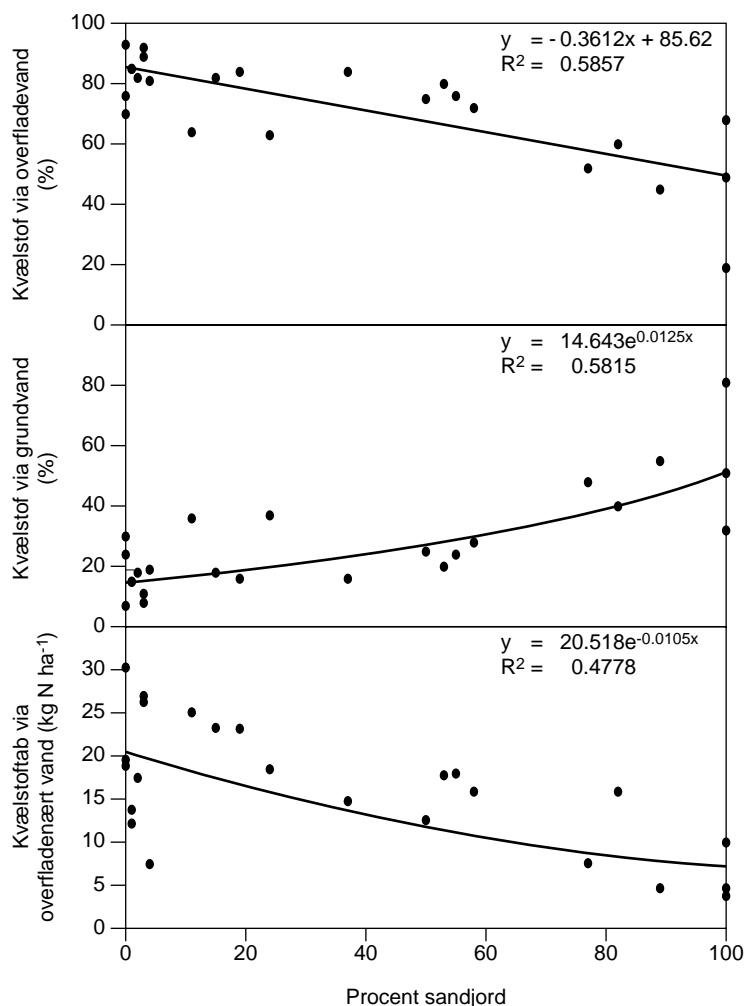 100
80
60
40
20
0
Kvælstof via overfladevand
(%)
y = - 0.3612x + 85.62
R² = 0.5857
80
60
40
20
0
Kvælstof via grundvand
(%)
y = 14.643e^0.0125x
R² = 0.5815
30
25
20
15
10
5
0
Kvælstoftab via
overfladenært vand (kg N ha⁻¹)
y = 20.518e^-0.0105x
R² = 0.4778
0 20 40 60 80 100
Procent sandjord